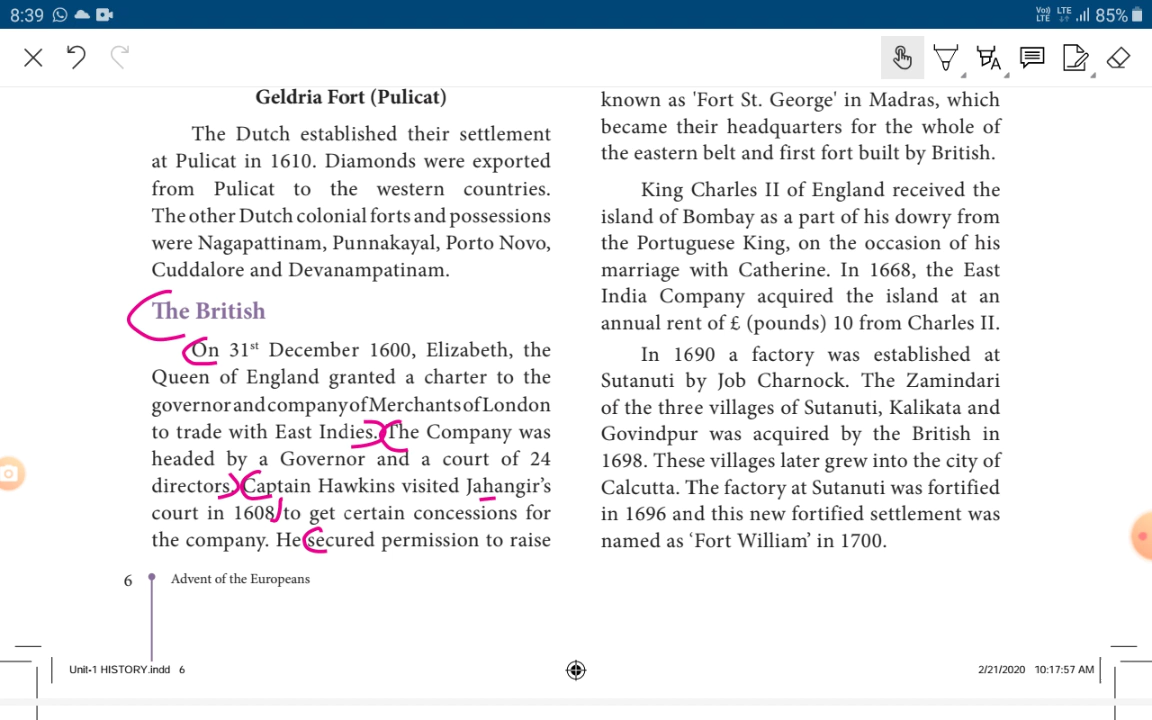 8:39
Vo) LTE LTE 85%
Geldria Fort (Pulicat)
The Dutch established their settlement
at Pulicat in 1610. Diamonds were exported
from Pulicat to the western countries.
The other Dutch colonial forts and possessions
were Nagapattinam, Punnakayal, Porto Novo,
Cuddalore and Devanampatinam.
The British
On 31st December 1600, Elizabeth, the
Queen of England granted a charter to the
governor and company of Merchants of London
to trade with East Indies. The Company was
headed by a Governor and a court of 24
directors. Captain Hawkins visited Jahangir's
court in 1608 to get certain concessions for
the company. He secured permission to raise
known as 'Fort St. George' in Madras, which
became their headquarters for the whole of
the eastern belt and first fort built by British.
King Charles II of England received the
island of Bombay as a part of his dowry from
the Portuguese King, on the occasion of his
marriage with Catherine. In 1668, the East
India Company acquired the island at an
annual rent of £ (pounds) 10 from Charles II.
In 1690 a factory was established at
Sutanuti by Job Charnock. The Zamindari
of the three villages of Sutanuti, Kalikata and
Govindpur was acquired by the British in
1698. These villages later grew into the city of
Calcutta. The factory at Sutanuti was fortified
in 1696 and this new fortified settlement was
named as ‘Fort William’ in 1700.
6 Advent of the Europeans
Unit-1 HISTORY.indd 6
2/21/2020 10:17:57 AM